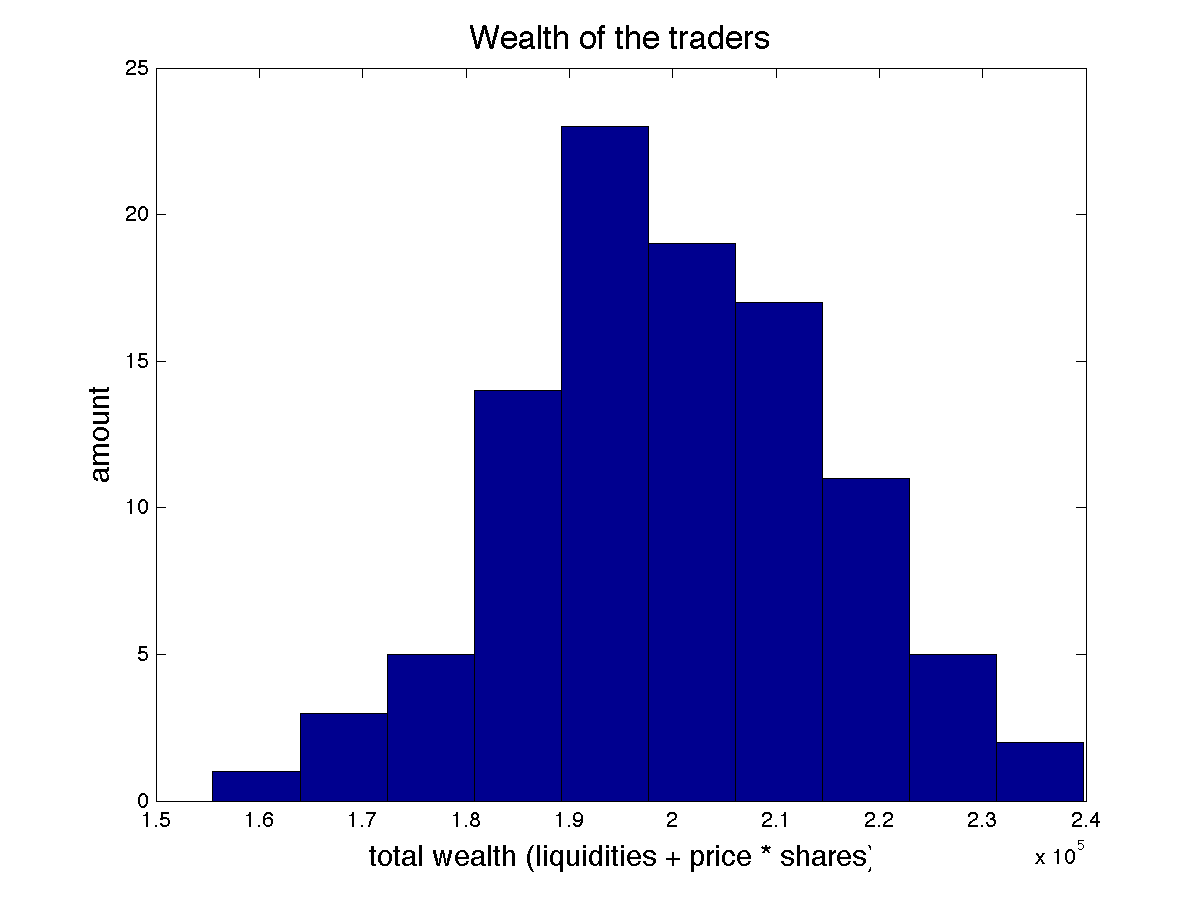 Wealth of the traders
25
20
15
10
5
0
amount
1.5 1.6 1.7 1.8 1.9 2 2.1 2.2 2.3 2.4
x 10^5
total wealth (liquidities + price * shares)